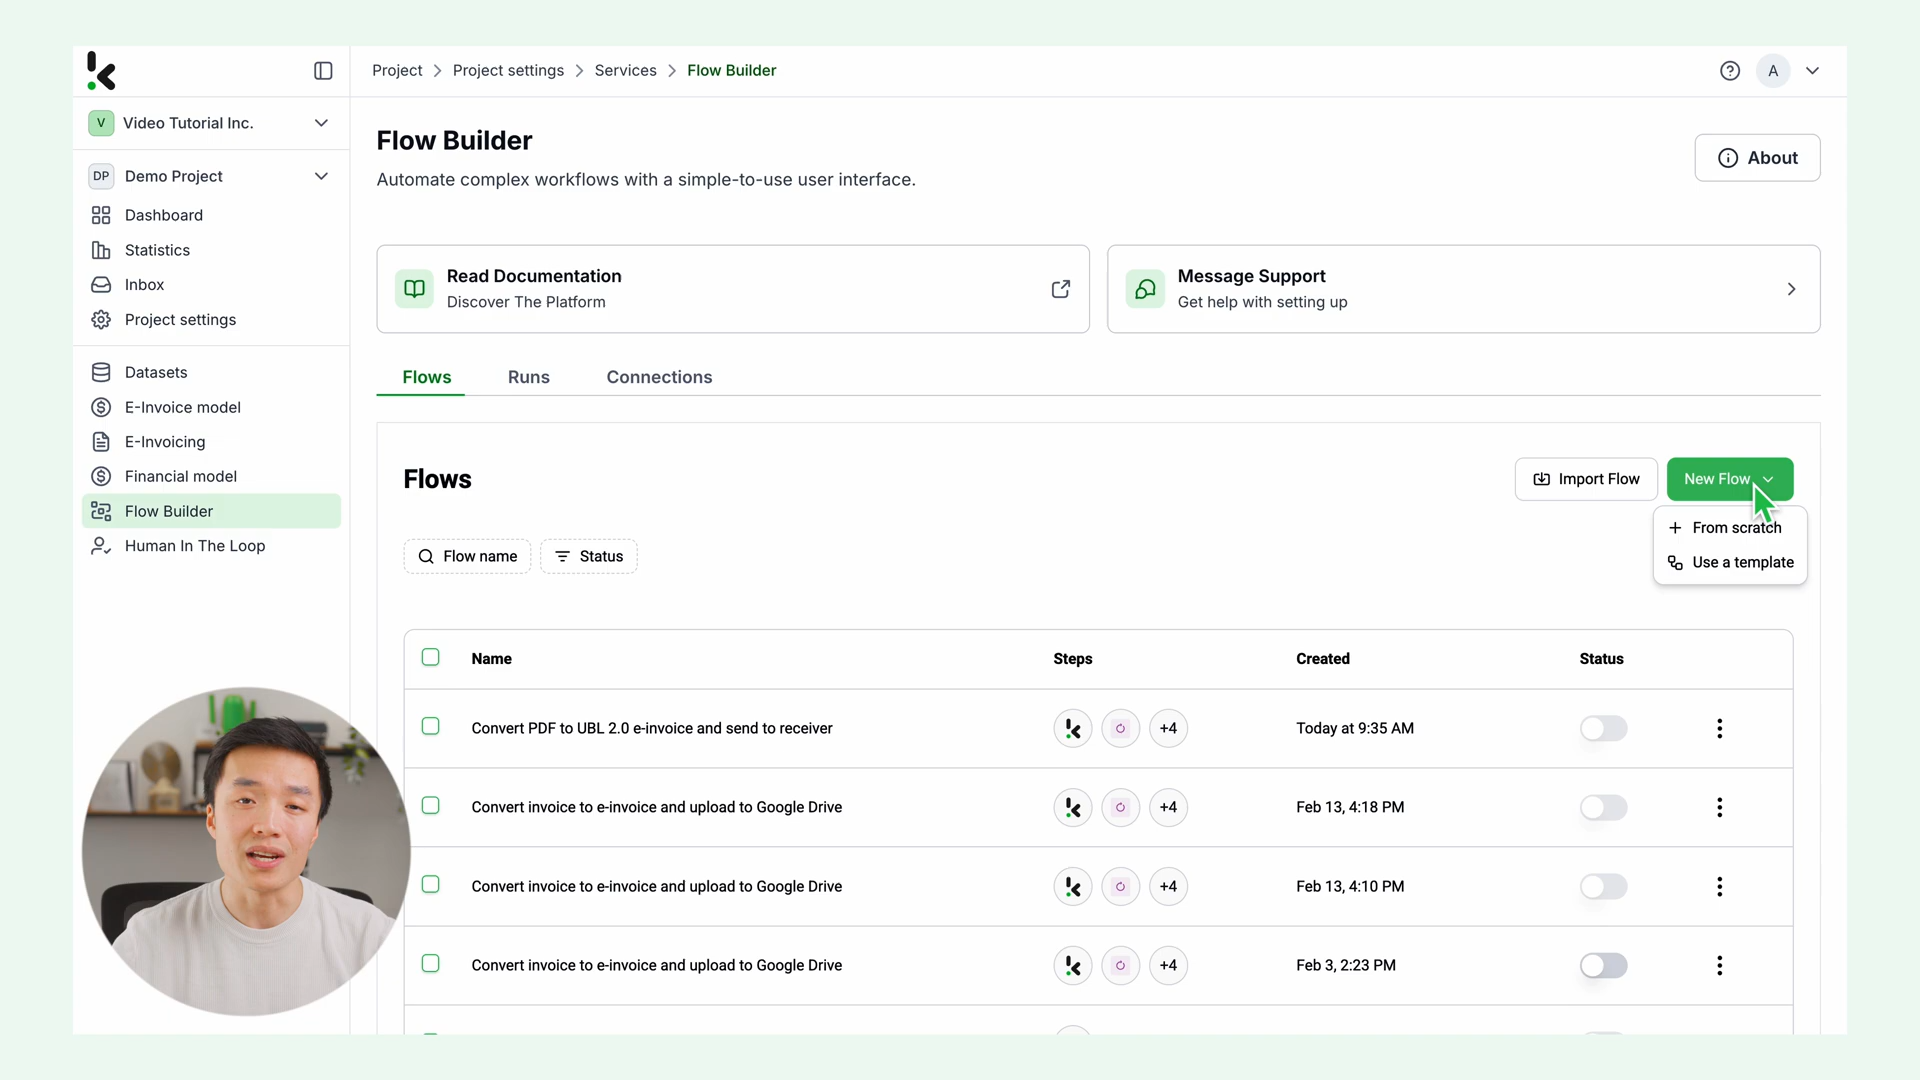 Project > Project settings > Services > Flow Builder
A
V Video Tutorial Inc.
DP Demo Project
Dashboard
Statistics
Inbox
Project settings
Datasets
E-Invoice model
E-Invoicing
Financial model
Flow Builder
Human In The Loop
Flow Builder
Automate complex workflows with a simple-to-use user interface.
About
Read Documentation
Discover The Platform
Message Support
Get help with setting up
Flows Runs Connections
Flows
Import Flow
New Flow
From scratch
Use a template
Flow name
Status
Name Steps Created Status
Convert PDF to UBL 2.0 e-invoice and send to receiver +4 Today at 9:35 AM
Convert invoice to e-invoice and upload to Google Drive +4 Feb 13, 4:18 PM
Convert invoice to e-invoice and upload to Google Drive +4 Feb 13, 4:10 PM
Convert invoice to e-invoice and upload to Google Drive +4 Feb 3, 2:23 PM